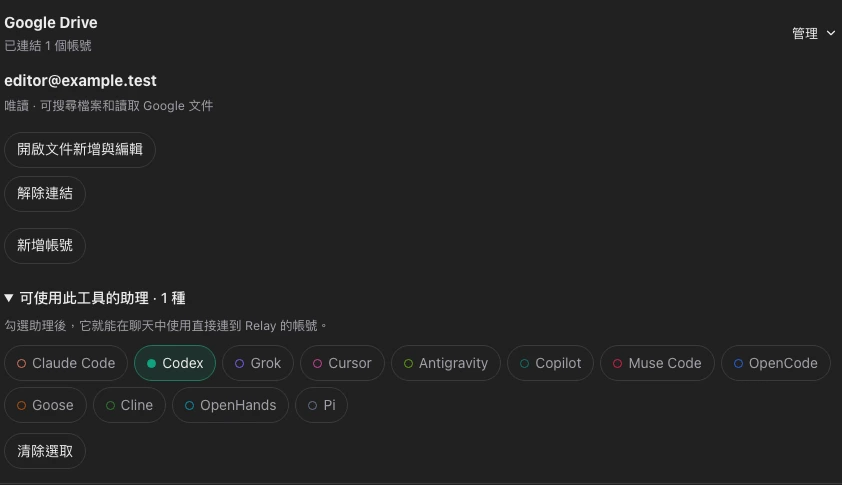 Google Drive
已連結 1 個帳號
管理
editor@example.test
唯讀 · 可搜尋檔案和讀取 Google 文件
開啟文件新增與編輯
解除連結
新增帳號
▼ 可使用此工具的助理 · 1 種
勾選助理後，它就能在聊天中使用直接連到 Relay 的帳號。
Claude Code Codex Grok Cursor Antigravity Copilot Muse Code OpenCode
Goose Cline OpenHands Pi
清除選取